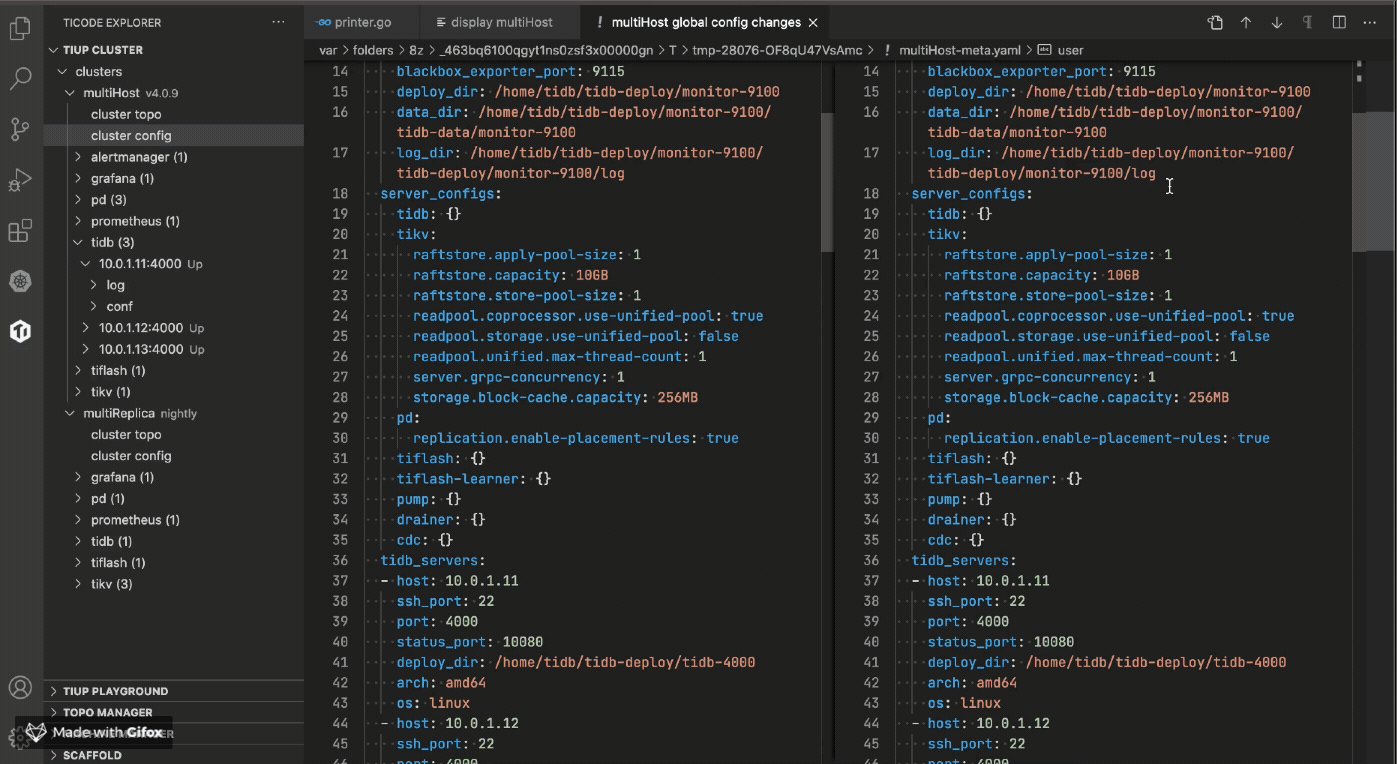 TICODE EXPLORER
TIUP CLUSTER
clusters
multiHost v4.0.9
cluster topo
cluster config
alertmanager (1)
grafana (1)
pd (3)
prometheus (1)
tidb (3)
10.0.1.11:4000 Up
log
conf
10.0.1.12:4000 Up
10.0.1.13:4000 Up
tiflash (1)
tikv (1)
multiReplica nightly
cluster topo
cluster config
grafana (1)
pd (1)
prometheus (1)
tidb (1)
tiflash (1)
tikv (3)
TIUP PLAYGROUND
TOPO MANAGER
Made with Gifox
SCAFFOLD
printer.go
display multiHost
! multiHost global config changes
var > folders > 8z > _463bq6100qgyt1ns0zsf3x00000gn > T > tmp-28076-OF8qU47VsAmc > ! multiHost-meta.yaml > user
14 blackbox_exporter_port: 9115
15 deploy_dir: /home/tidb/tidb-deploy/monitor-9100
16 data_dir: /home/tidb/tidb-deploy/monitor-9100/
tidb-data/monitor-9100
17 log_dir: /home/tidb/tidb-deploy/monitor-9100/
tidb-deploy/monitor-9100/log
18 server_configs:
19 tidb: {}
20 tikv:
21 raftstore.apply-pool-size: 1
22 raftstore.capacity: 10GB
23 raftstore.store-pool-size: 1
24 readpool.coprocessor.use-unified-pool: true
25 readpool.storage.use-unified-pool: false
26 readpool.unified.max-thread-count: 1
27 server.grpc-concurrency: 1
28 storage.block-cache.capacity: 256MB
29 pd:
30 replication.enable-placement-rules: true
31 tiflash: {}
32 tiflash-learner: {}
33 pump: {}
34 drainer: {}
35 cdc: {}
36 tidb_servers:
37 - host: 10.0.1.11
38 ssh_port: 22
39 port: 4000
40 status_port: 10080
41 deploy_dir: /home/tidb/tidb-deploy/tidb-4000
42 arch: amd64
43 os: linux
44 - host: 10.0.1.12
45 ssh_port: 22
46 port: 4000
14 blackbox_exporter_port: 9115
15 deploy_dir: /home/tidb/tidb-deploy/monitor-9100
16 data_dir: /home/tidb/tidb-deploy/monitor-9100/
tidb-data/monitor-9100
17 log_dir: /home/tidb/tidb-deploy/monitor-9100/
tidb-deploy/monitor-9100/log
18 server_configs:
19 tidb: {}
20 tikv:
21 raftstore.apply-pool-size: 1
22 raftstore.capacity: 10GB
23 raftstore.store-pool-size: 1
24 readpool.coprocessor.use-unified-pool: true
25 readpool.storage.use-unified-pool: false
26 readpool.unified.max-thread-count: 1
27 server.grpc-concurrency: 1
28 storage.block-cache.capacity: 256MB
29 pd:
30 replication.enable-placement-rules: true
31 tiflash: {}
32 tiflash-learner: {}
33 pump: {}
34 drainer: {}
35 cdc: {}
36 tidb_servers:
37 - host: 10.0.1.11
38 ssh_port: 22
39 port: 4000
40 status_port: 10080
41 deploy_dir: /home/tidb/tidb-deploy/tidb-4000
42 arch: amd64
43 os: linux
44 - host: 10.0.1.12
45 ssh_port: 22
46 port: 4000